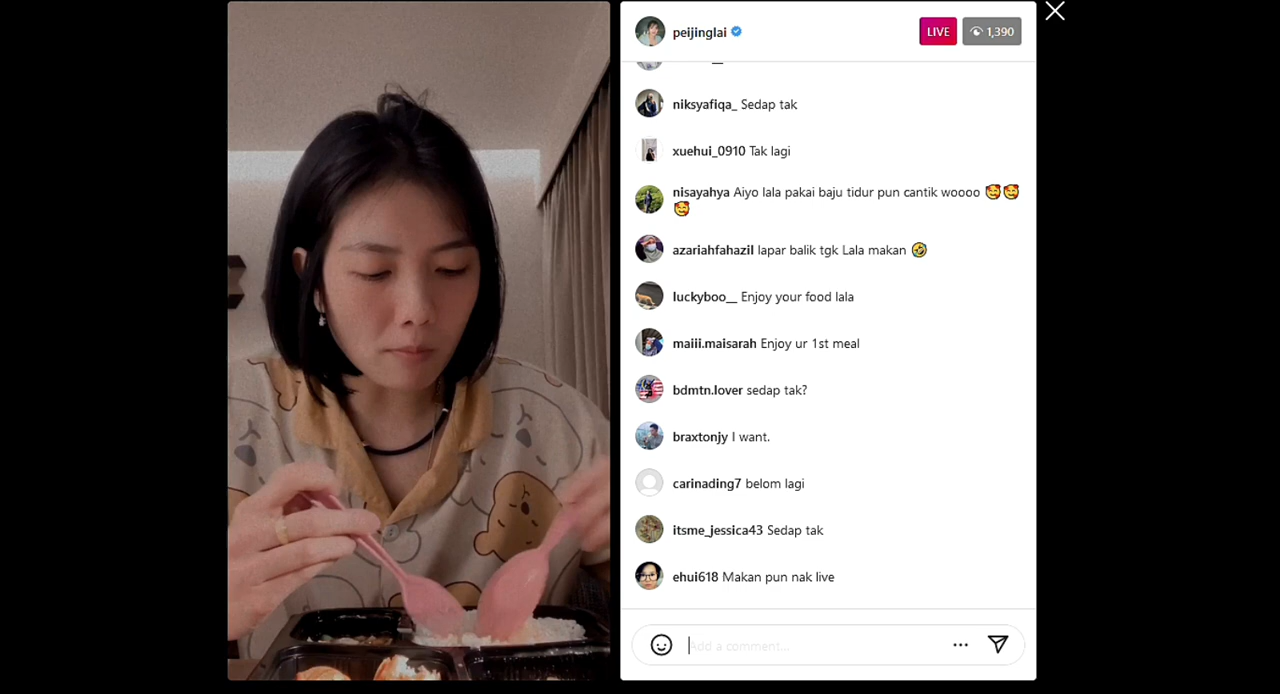 peijinglai
LIVE
1,390
niksyafiqa_ Sedap tak
xuehui_0910 Tak lagi
nisayahya Aiyo lala pakai baju tidur pun cantik woooo 🥰🥰
🥰
azariahfahazil lapar balik tgk Lala makan 🤣
luckyboo__ Enjoy your food lala
maiii.maisarah Enjoy ur 1st meal
bdmtn.lover sedap tak?
braxtonjy I want.
carinading7 belom lagi
itsme_jessica43 Sedap tak
ehui618 Makan pun nak live
Add a comment...